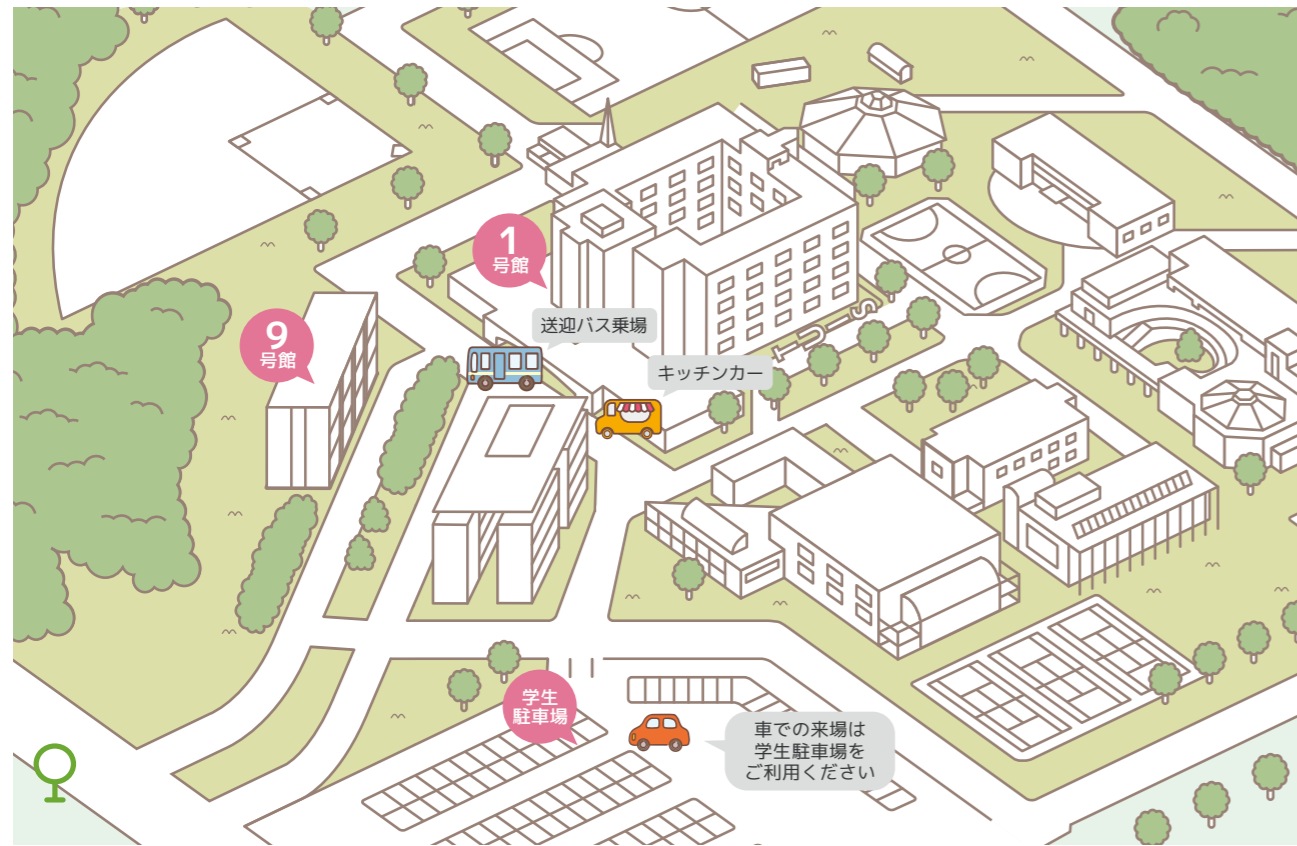 1
号館
送迎バス乗場
9
号館
キッチンカー
学生
駐車場
車での来場は
学生駐車場を
ご利用ください